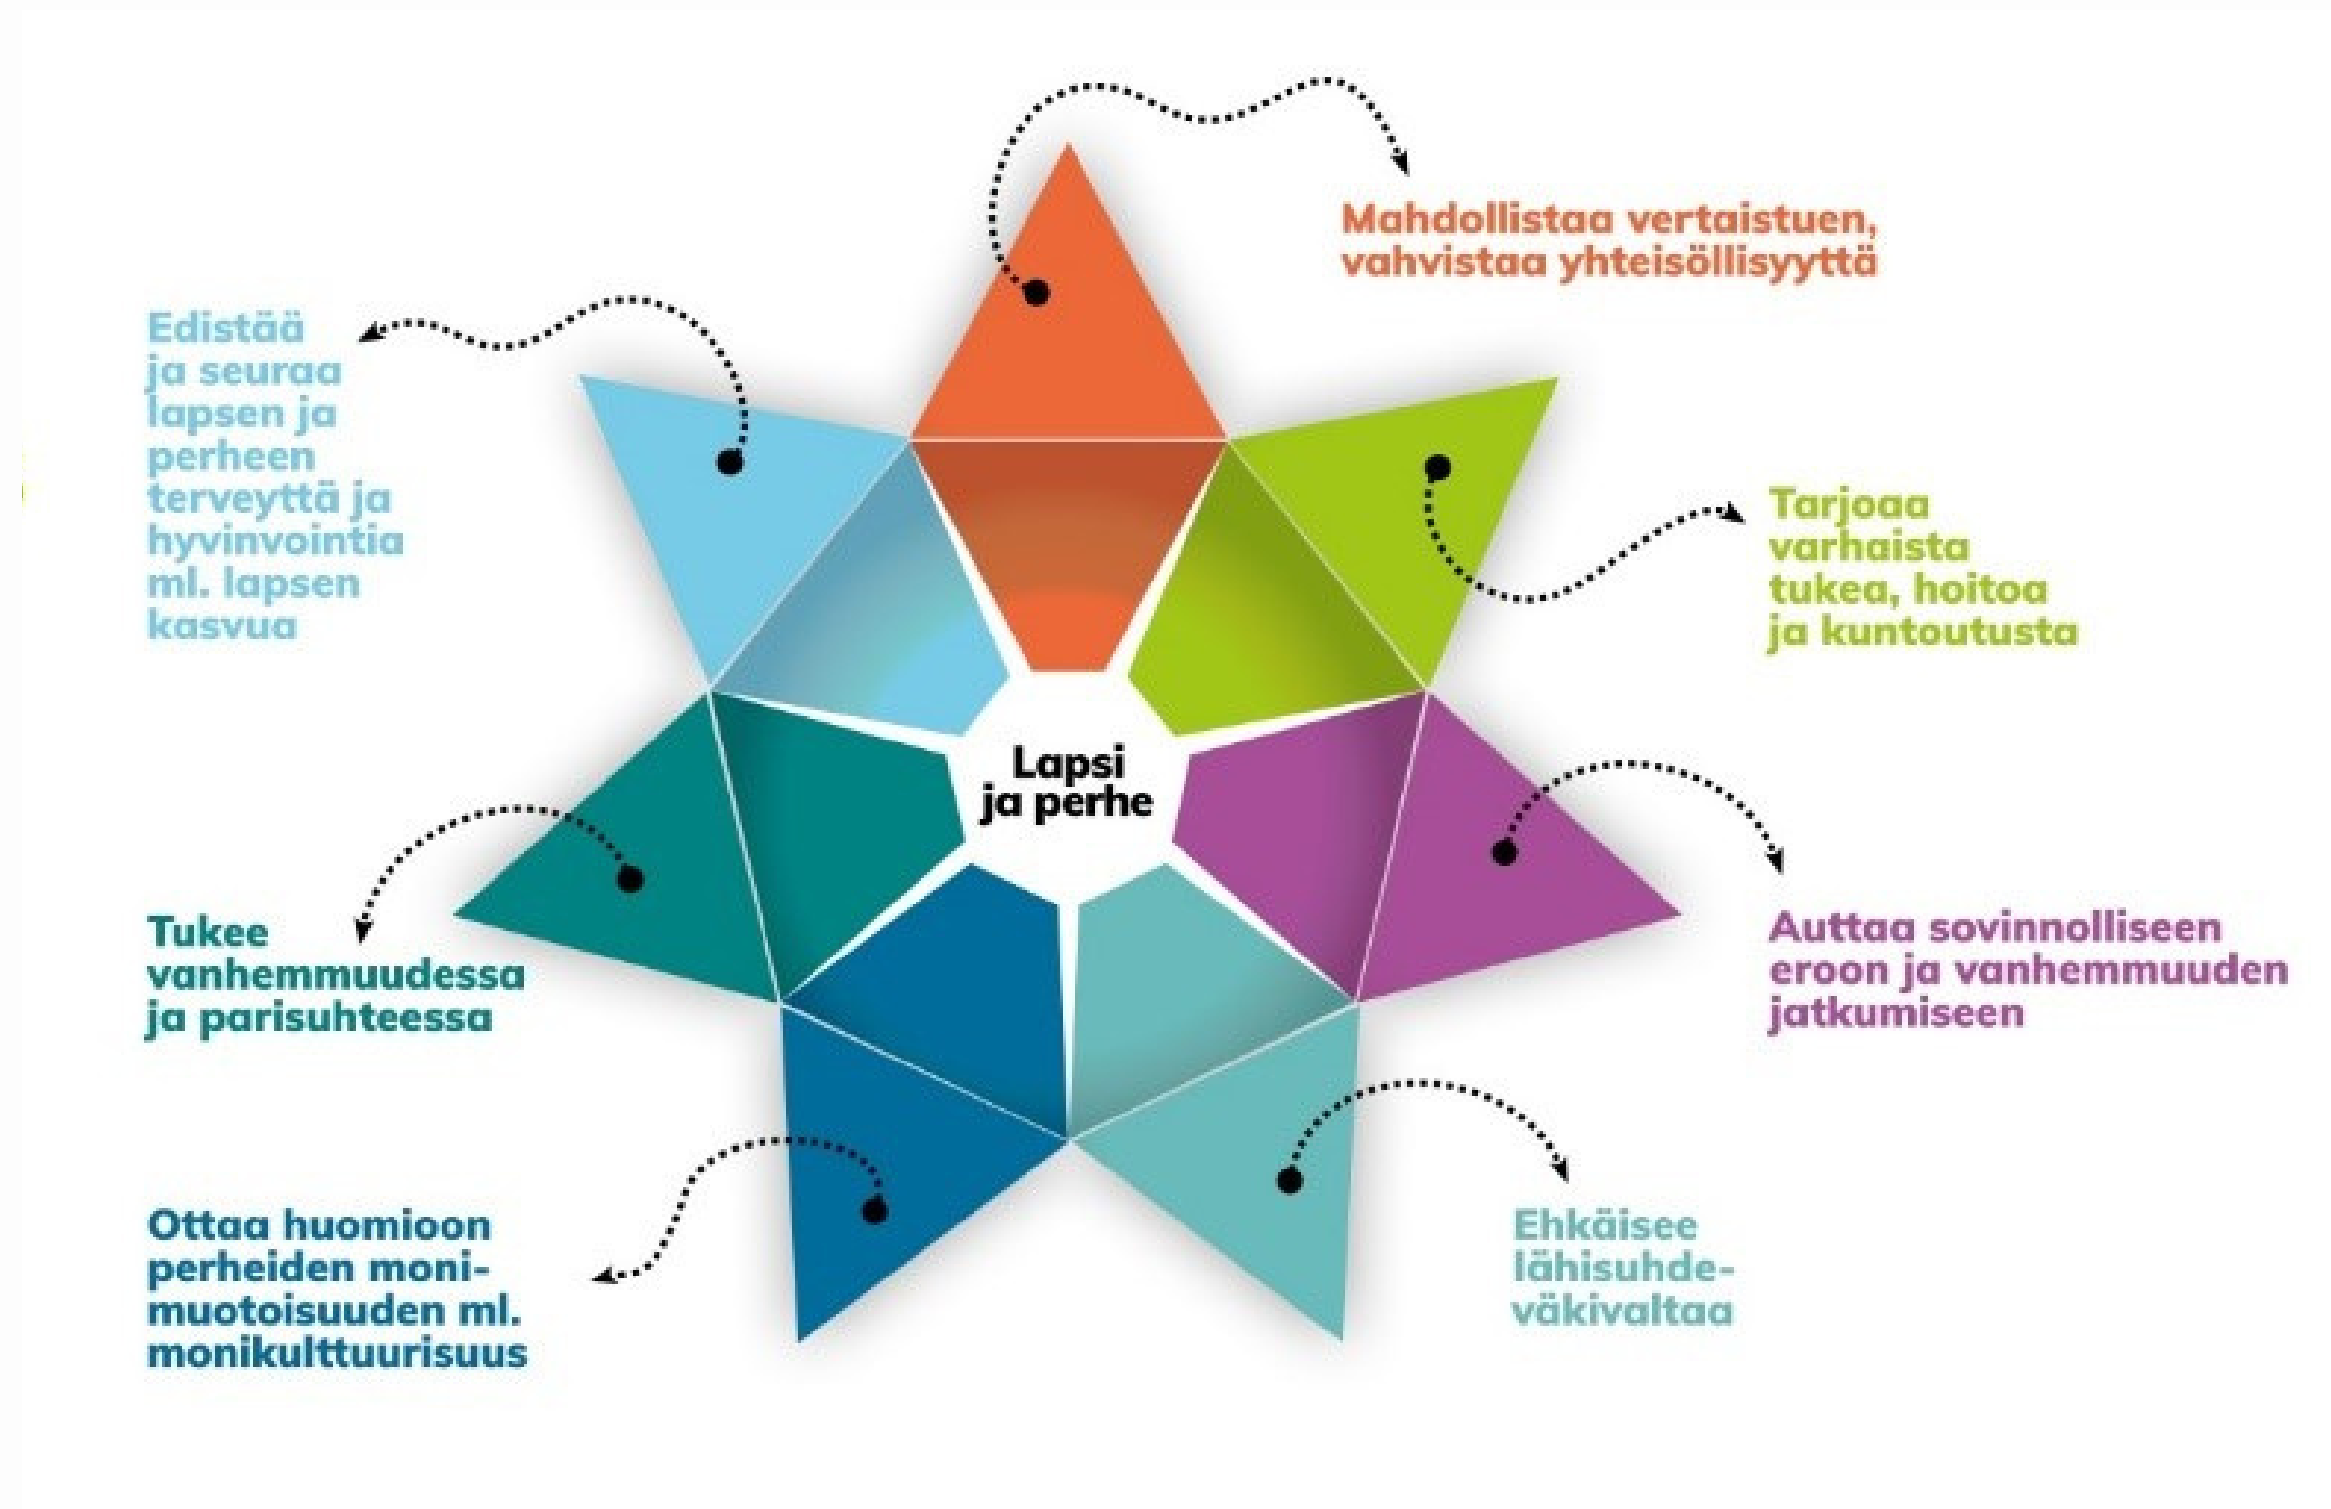 Mahdollistaa vertaistuen,
vahvistaa yhteisöllisyyttä
Edistää
ja seuraa
lapsen ja
perheen
terveyttä ja
hyvinvointia
ml. lapsen
kasvua
Tarjoaa
varhaista
tukea, hoitoa
ja kuntoutusta
Lapsi
ja perhe
Tukee
vanhemmuudessa
ja parisuhteessa
Auttaa sovinnolliseen
eroon ja vanhemmuuden
jatkumiseen
Ottaa huomioon
perheiden moni-
muotoisuuden ml.
monikulttuurisuus
Ehkäisee
lähisuhde-
väkivaltaa